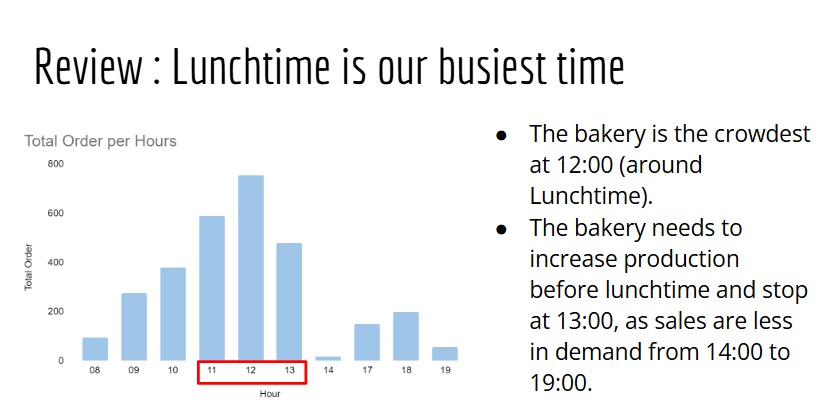 Review : Lunchtime is our busiest time
Total Order per Hours
800
600
400
200
0
Total Order
08 09 10 11 12 13 14 17 18 19
Hour
● The bakery is the crowdest
at 12:00 (around
Lunchtime).
● The bakery needs to
increase production
before lunchtime and stop
at 13:00, as sales are less
in demand from 14:00 to
19:00.